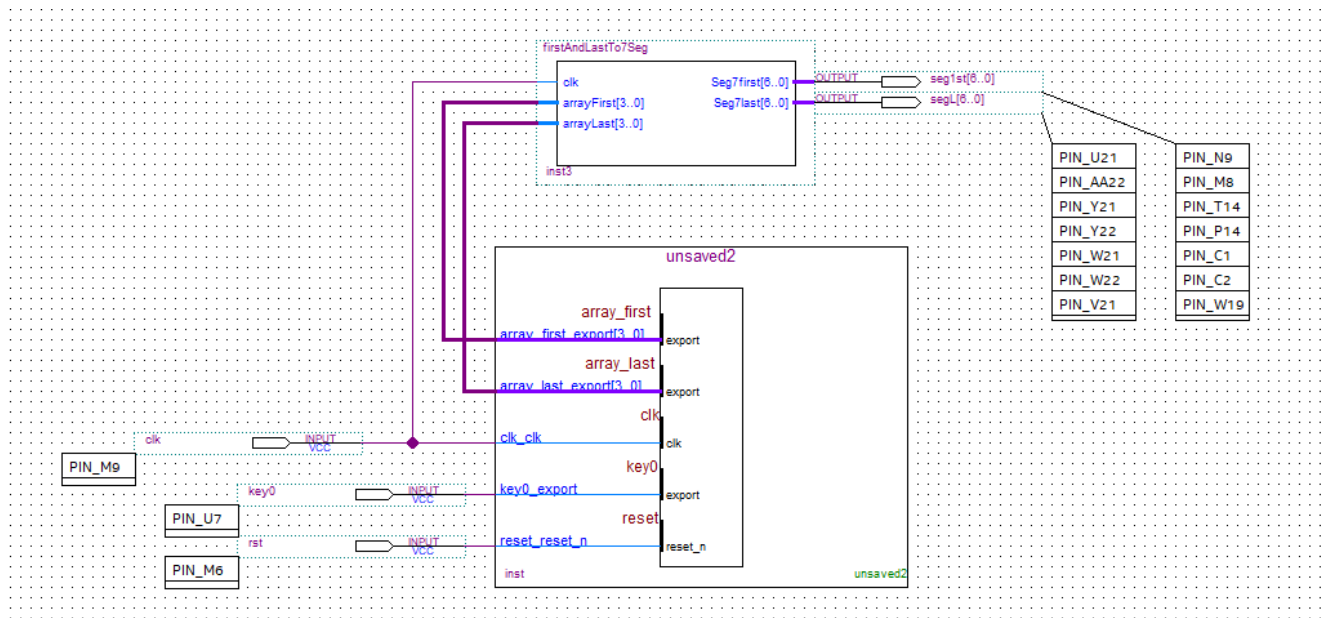 firstAndLastTo7Seg
clk
arrayFirst[3..0]
arrayLast[3..0]
Seg7first[6..0]
Seg7last[6..0]
inst3
OUTPUT
seg1st[6..0]
OUTPUT
segL[6..0]
PIN_U21
PIN_AA22
PIN_Y21
PIN_Y22
PIN_W21
PIN_W22
PIN_V21
PIN_N9
PIN_M8
PIN_T14
PIN_P14
PIN_C1
PIN_C2
PIN_W19
unsaved2
array_first
array_first_export[3..0]
export
array_last
array_last_export[3..0]
export
clk
clk_clk
clk
key0
key0_export
export
reset
reset_reset_n
reset_n
inst
unsaved2
clk
INPUT
VCC
PIN_M9
key0
INPUT
VCC
PIN_U7
rst
INPUT
VCC
PIN_M6